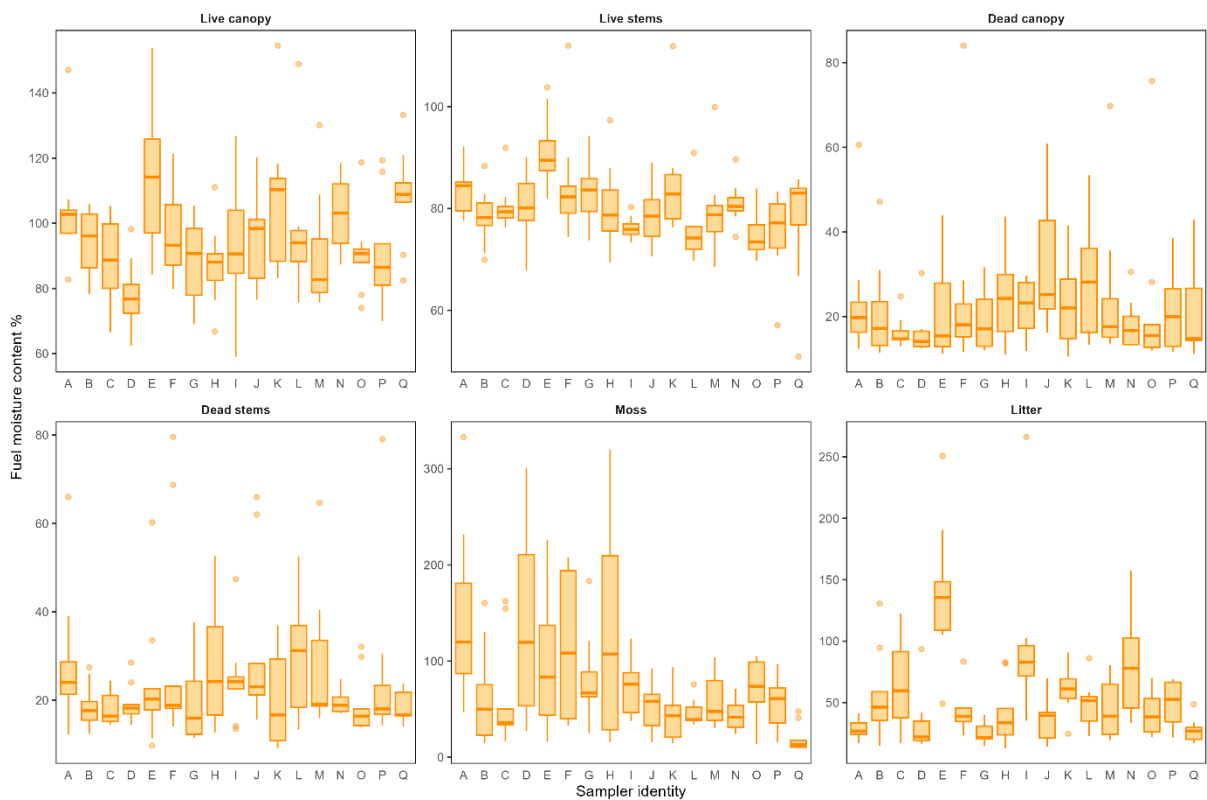 Live canopy Live stems Dead canopy
140
120
100
80
60
100
80
60
80
60
40
20
A B C D E F G H I J K L M N O P Q
A B C D E F G H I J K L M N O P Q
A B C D E F G H I J K L M N O P Q
Fuel moisture content %
Dead stems Moss Litter
80
60
40
20
300
200
100
0
250
200
150
100
50
A B C D E F G H I J K L M N O P Q
A B C D E F G H I J K L M N O P Q
A B C D E F G H I J K L M N O P Q
Sampler identity